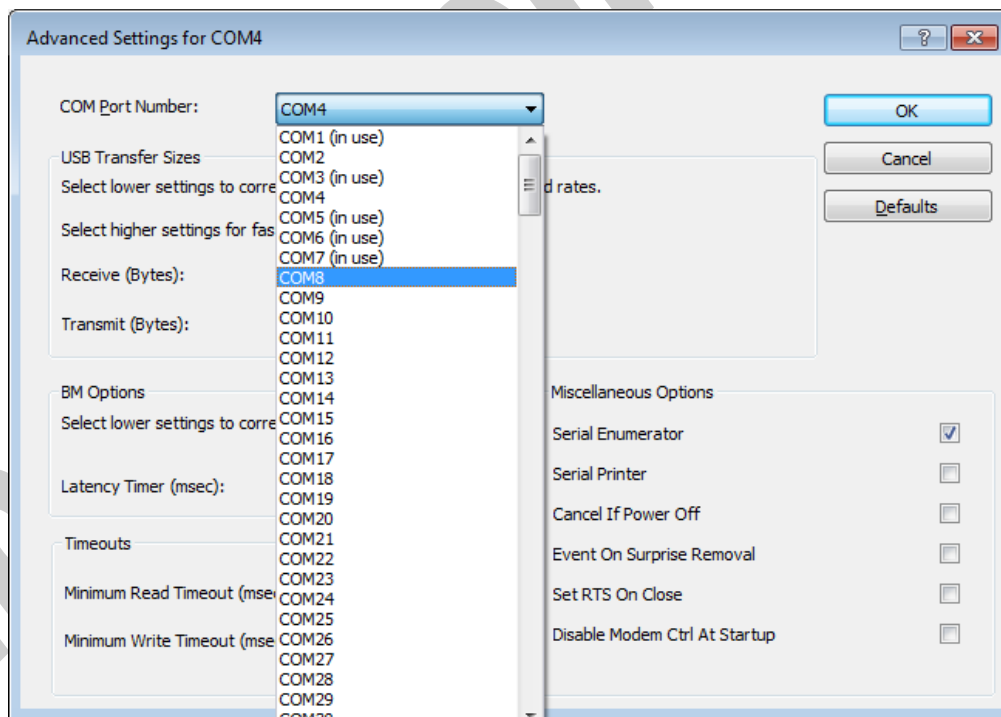 Advanced Settings for COM4
COM Port Number:
COM4
OK
Cancel
Defaults
COM1 (in use)
COM2
COM3 (in use)
COM4
COM5 (in use)
COM6 (in use)
COM7 (in use)
COM8
COM9
COM10
COM11
COM12
COM13
COM14
COM15
COM16
COM17
COM18
COM19
COM20
COM21
COM22
COM23
COM24
COM25
COM26
COM27
COM28
COM29
USB Transfer Sizes
Select lower settings to corre
d rates.
Select higher settings for fas
Receive (Bytes):
Transmit (Bytes):
BM Options
Select lower settings to corre
Latency Timer (msec):
Timeouts
Minimum Read Timeout (mse
Minimum Write Timeout (mse
Miscellaneous Options
Serial Enumerator
Serial Printer
Cancel If Power Off
Event On Surprise Removal
Set RTS On Close
Disable Modem Ctrl At Startup